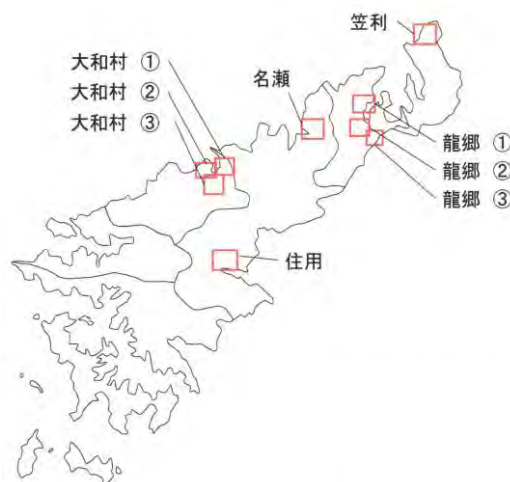 笠利
大和村 ①
大和村 ②
大和村 ③
名瀬
龍郷 ①
龍郷 ②
龍郷 ③
住用